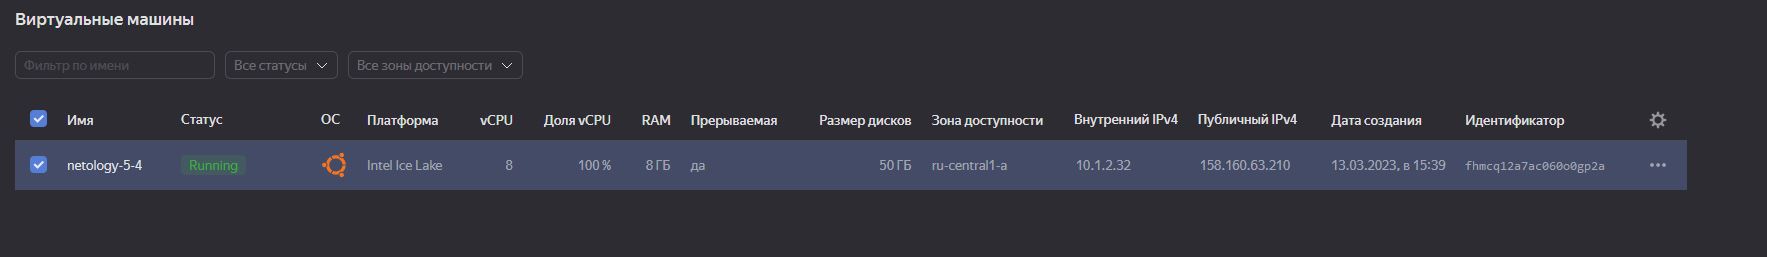 Виртуальные машины
Фильтр по имени Все статусы Все зоны доступности
Имя Статус ОС Платформа vCPU Доля vCPU RAM Прерываемая Размер дисков Зона доступности Внутренний IPv4 Публичный IPv4 Дата создания Идентификатор
netology-5-4 Running Intel Ice Lake 8 100 % 8 ГБ да 50 ГБ ru-central1-a 10.1.2.32 158.160.63.210 13.03.2023, в 15:39 fhmcq12a7ac060o0gp2a